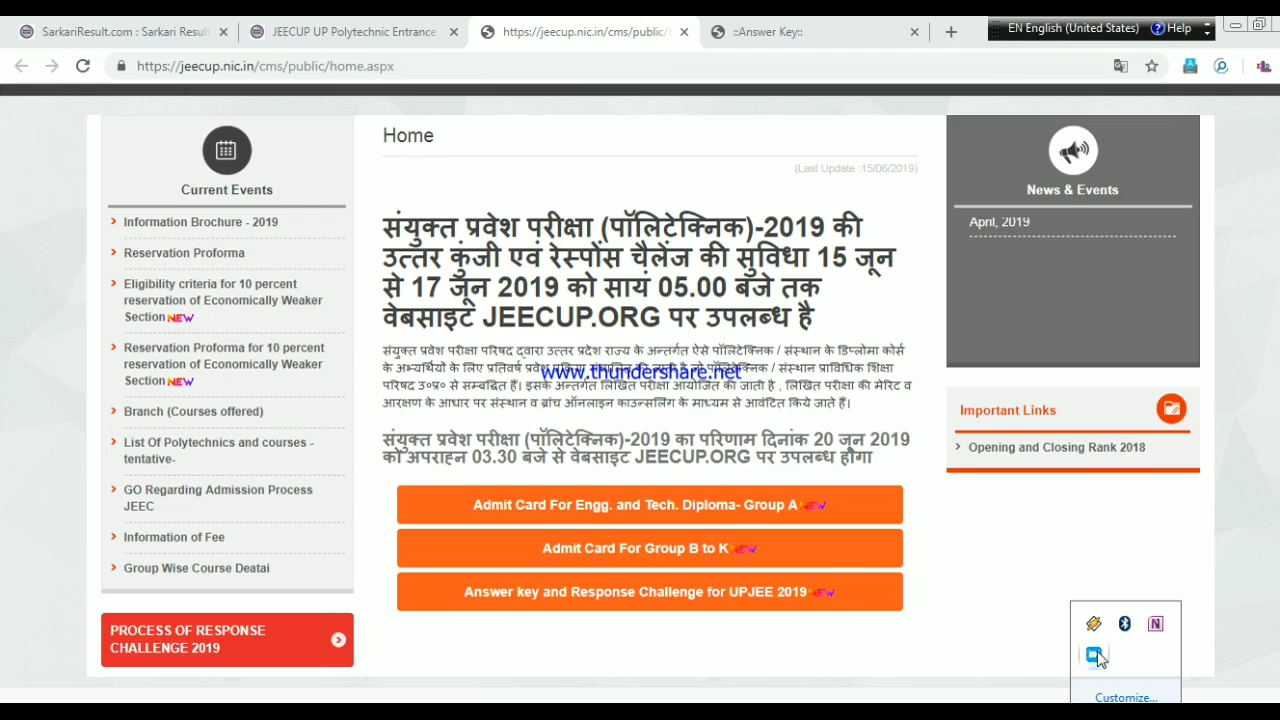 SarkariResult.com : Sarkari Result
JEECUP UP Polytechnic Entrance
https://jeecup.nic.in/cms/public/
::Answer Key::
EN English (United States)
Help
https://jeecup.nic.in/cms/public/home.aspx
Current Events
Information Brochure - 2019
Reservation Proforma
Eligibility criteria for 10 percent
reservation of Economically Weaker
Section NEW
Reservation Proforma for 10 percent
reservation of Economically Weaker
Section NEW
Branch (Courses offered)
List Of Polytechnics and courses -
tentative-
GO Regarding Admission Process
JEEC
Information of Fee
Group Wise Course Deatai
PROCESS OF RESPONSE
CHALLENGE 2019
Home
(Last Update :15/06/2019)
संयुक्त प्रवेश परीक्षा (पॉलिटेक्निक)-2019 की
उत्तर कुंजी एवं रेस्पोंस चैलेंज की सुविधा 15 जून
से 17 जून 2019 को सायं 05.00 बजे तक
वेबसाइट JEECUP.ORG पर उपलब्ध है
संयुक्त प्रवेश परीक्षा परिषद द्वारा उत्तर प्रदेश राज्य के अन्तर्गत ऐसे पॉलिटेक्निक / संस्थान के डिप्लोमा कोर्स
के अभ्यर्थियों के लिए प्रतिवर्ष प्रवेश पॉलिटेक्निक / संस्थान प्राविधिक शिक्षा
www.thundershare.net
परिषद उ०प्र० से सम्बन्धित हैं। इसके अन्तर्गत लिखित परीक्षा आयोजित की जाती है , लिखित परीक्षा की मेरिट व
आरक्षण के आधार पर संस्थान व ब्रांच ऑनलाइन काउन्सलिंग के माध्यम से आवंटित किये जाते हैं।
संयुक्त प्रवेश परीक्षा (पॉलिटेक्निक)-2019 का परिणाम दिनांक 20 जून 2019
को अपराह्न 03.30 बजे से वेबसाइट JEECUP.ORG पर उपलब्ध होगा
Admit Card For Engg. and Tech. Diploma- Group A NEW
Admit Card For Group B to K NEW
Answer key and Response Challenge for UPJEE 2019 NEW
News & Events
April, 2019
Important Links
Opening and Closing Rank 2018
Customize...